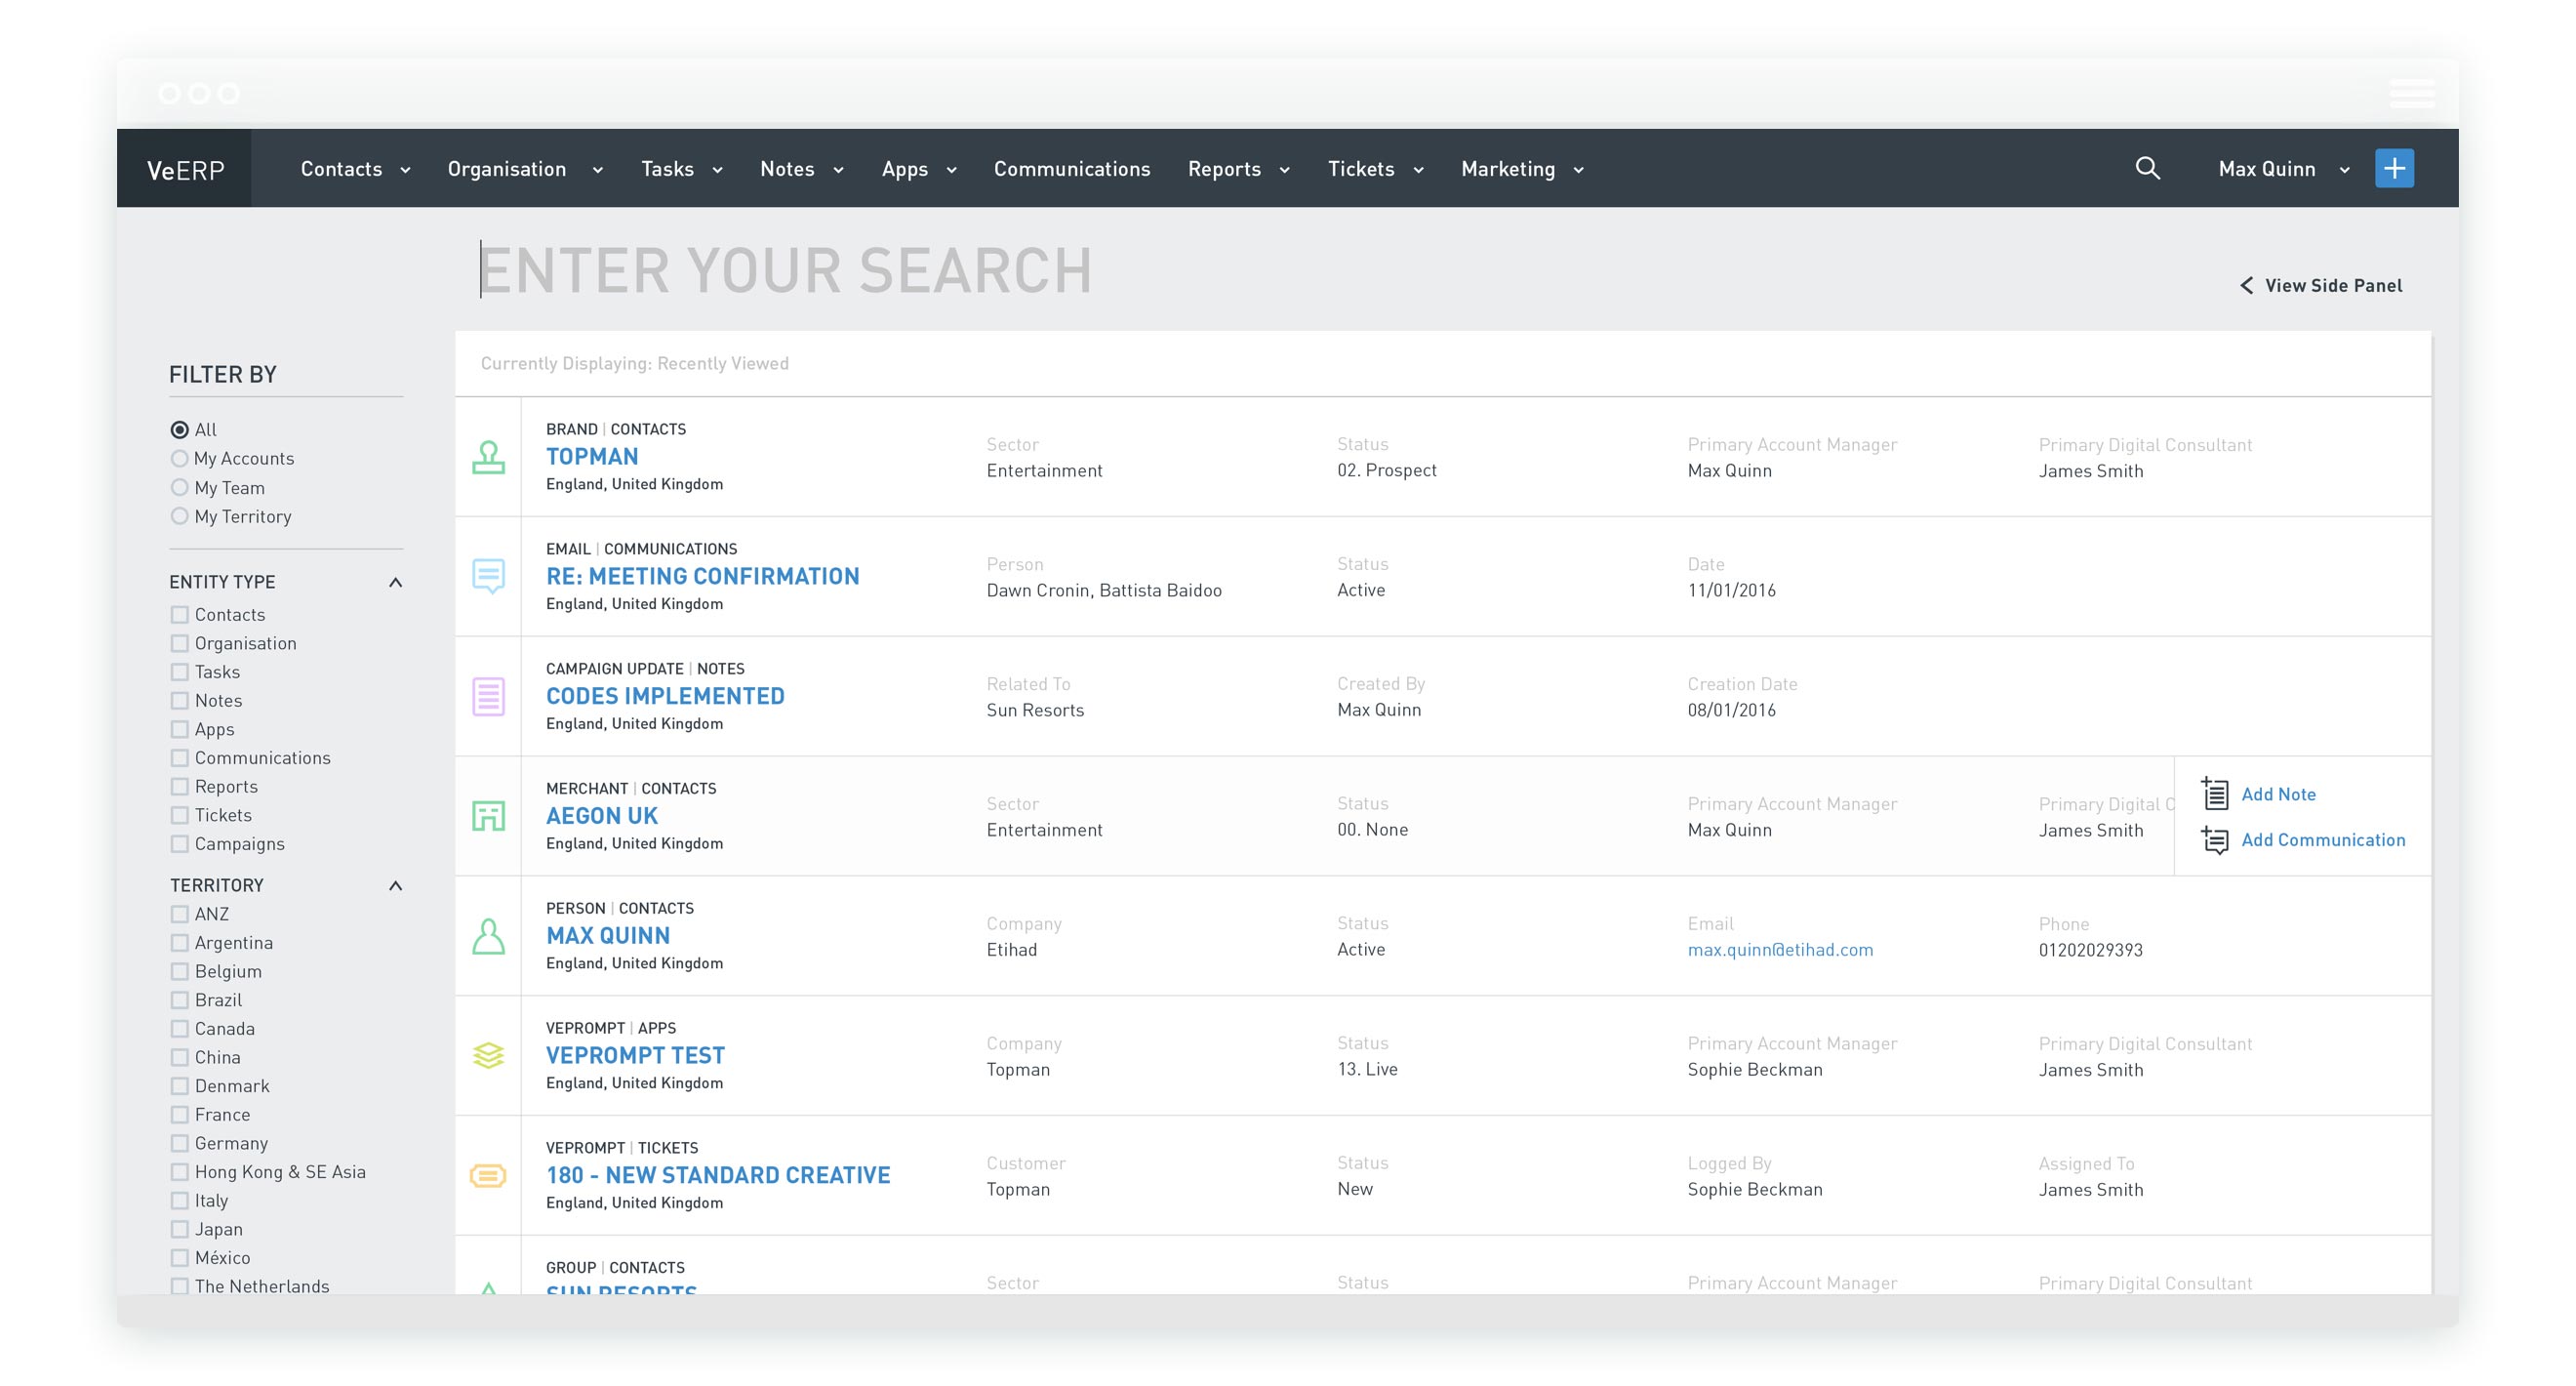 VeERP
Contacts Organisation Tasks Notes Apps Communications Reports Tickets Marketing Max Quinn
ENTER YOUR SEARCH
View Side Panel
FILTER BY
All
My Accounts
My Team
My Territory
ENTITY TYPE
Contacts
Organisation
Tasks
Notes
Apps
Communications
Reports
Tickets
Campaigns
TERRITORY
ANZ
Argentina
Belgium
Brazil
Canada
China
Denmark
France
Germany
Hong Kong & SE Asia
Italy
Japan
México
The Netherlands
Currently Displaying: Recently Viewed
BRAND | CONTACTS
TOPMAN
England, United Kingdom
Sector
Entertainment
Status
02. Prospect
Primary Account Manager
Max Quinn
Primary Digital Consultant
James Smith
EMAIL | COMMUNICATIONS
RE: MEETING CONFIRMATION
England, United Kingdom
Person
Dawn Cronin, Battista Baidoo
Status
Active
Date
11/01/2016
CAMPAIGN UPDATE | NOTES
CODES IMPLEMENTED
England, United Kingdom
Related To
Sun Resorts
Created By
Max Quinn
Creation Date
08/01/2016
MERCHANT | CONTACTS
AEGON UK
England, United Kingdom
Sector
Entertainment
Status
00. None
Primary Account Manager
Max Quinn
Primary Digital C
James Smith
Add Note
Add Communication
PERSON | CONTACTS
MAX QUINN
England, United Kingdom
Company
Etihad
Status
Active
Email
max.quinn@etihad.com
Phone
01202029393
VEPROMPT | APPS
VEPROMPT TEST
England, United Kingdom
Company
Topman
Status
13. Live
Primary Account Manager
Sophie Beckman
Primary Digital Consultant
James Smith
VEPROMPT | TICKETS
180 - NEW STANDARD CREATIVE
England, United Kingdom
Customer
Topman
Status
New
Logged By
Sophie Beckman
Assigned To
James Smith
GROUP | CONTACTS
SUN RESORTS
Sector
Status
Primary Account Manager
Primary Digital Consultant